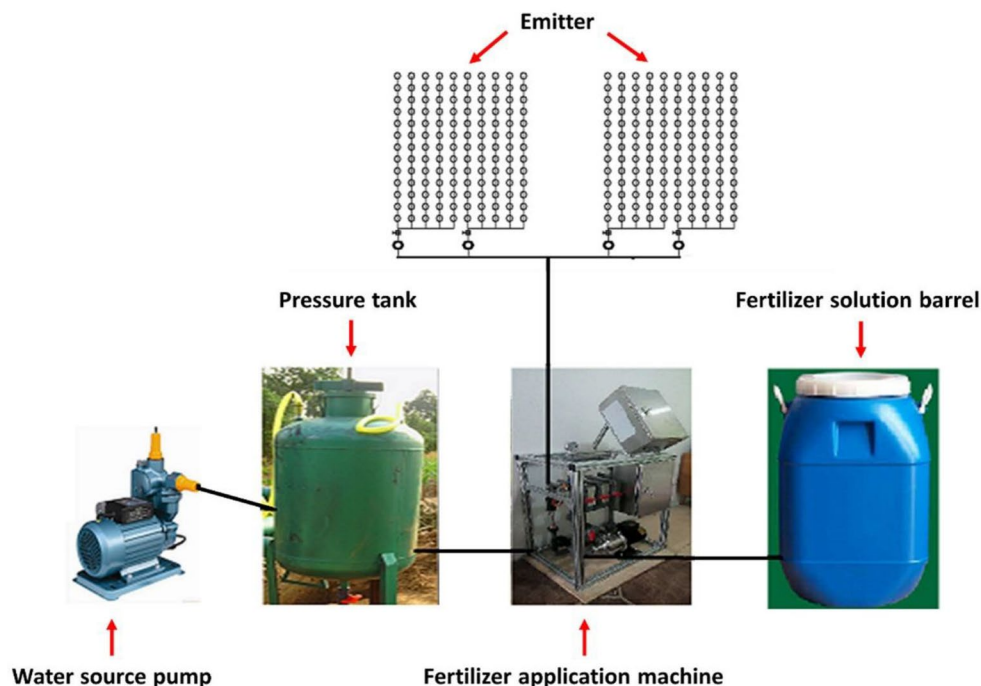 Emitter
Pressure tank
Fertilizer solution barrel
Water source pump
Fertilizer application machine